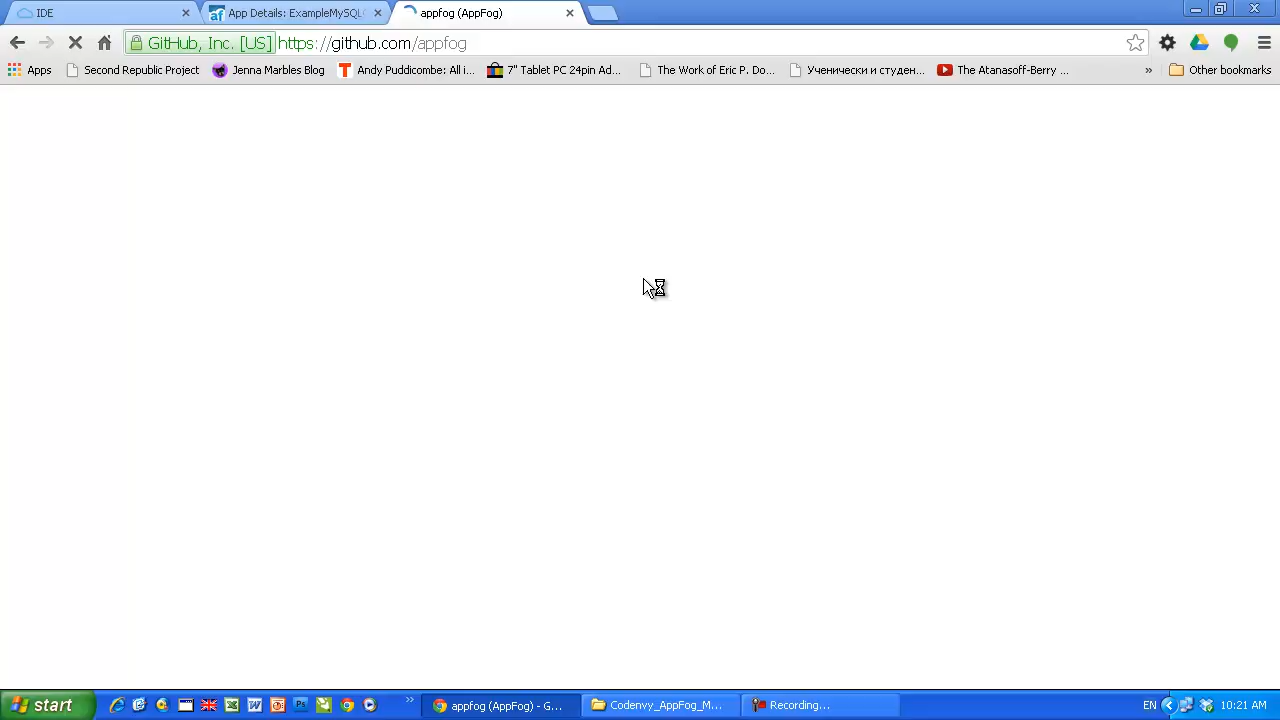 IDE
af App Details: ExampleMySQL
appfog (AppFog)
GitHub, Inc. [US] https://github.com/appfog
Apps Second Republic Project Jenna Marbles Blog T Andy Puddicombe: All i... 7" Tablet PC 24pin Ad... The Work of Eric P. Do... Ученически и студен... The Atanasoff-Berry ... » Other bookmarks
start » appfog (AppFog) - G... Codenvy_AppFog_M... Recording... EN 10:21 AM